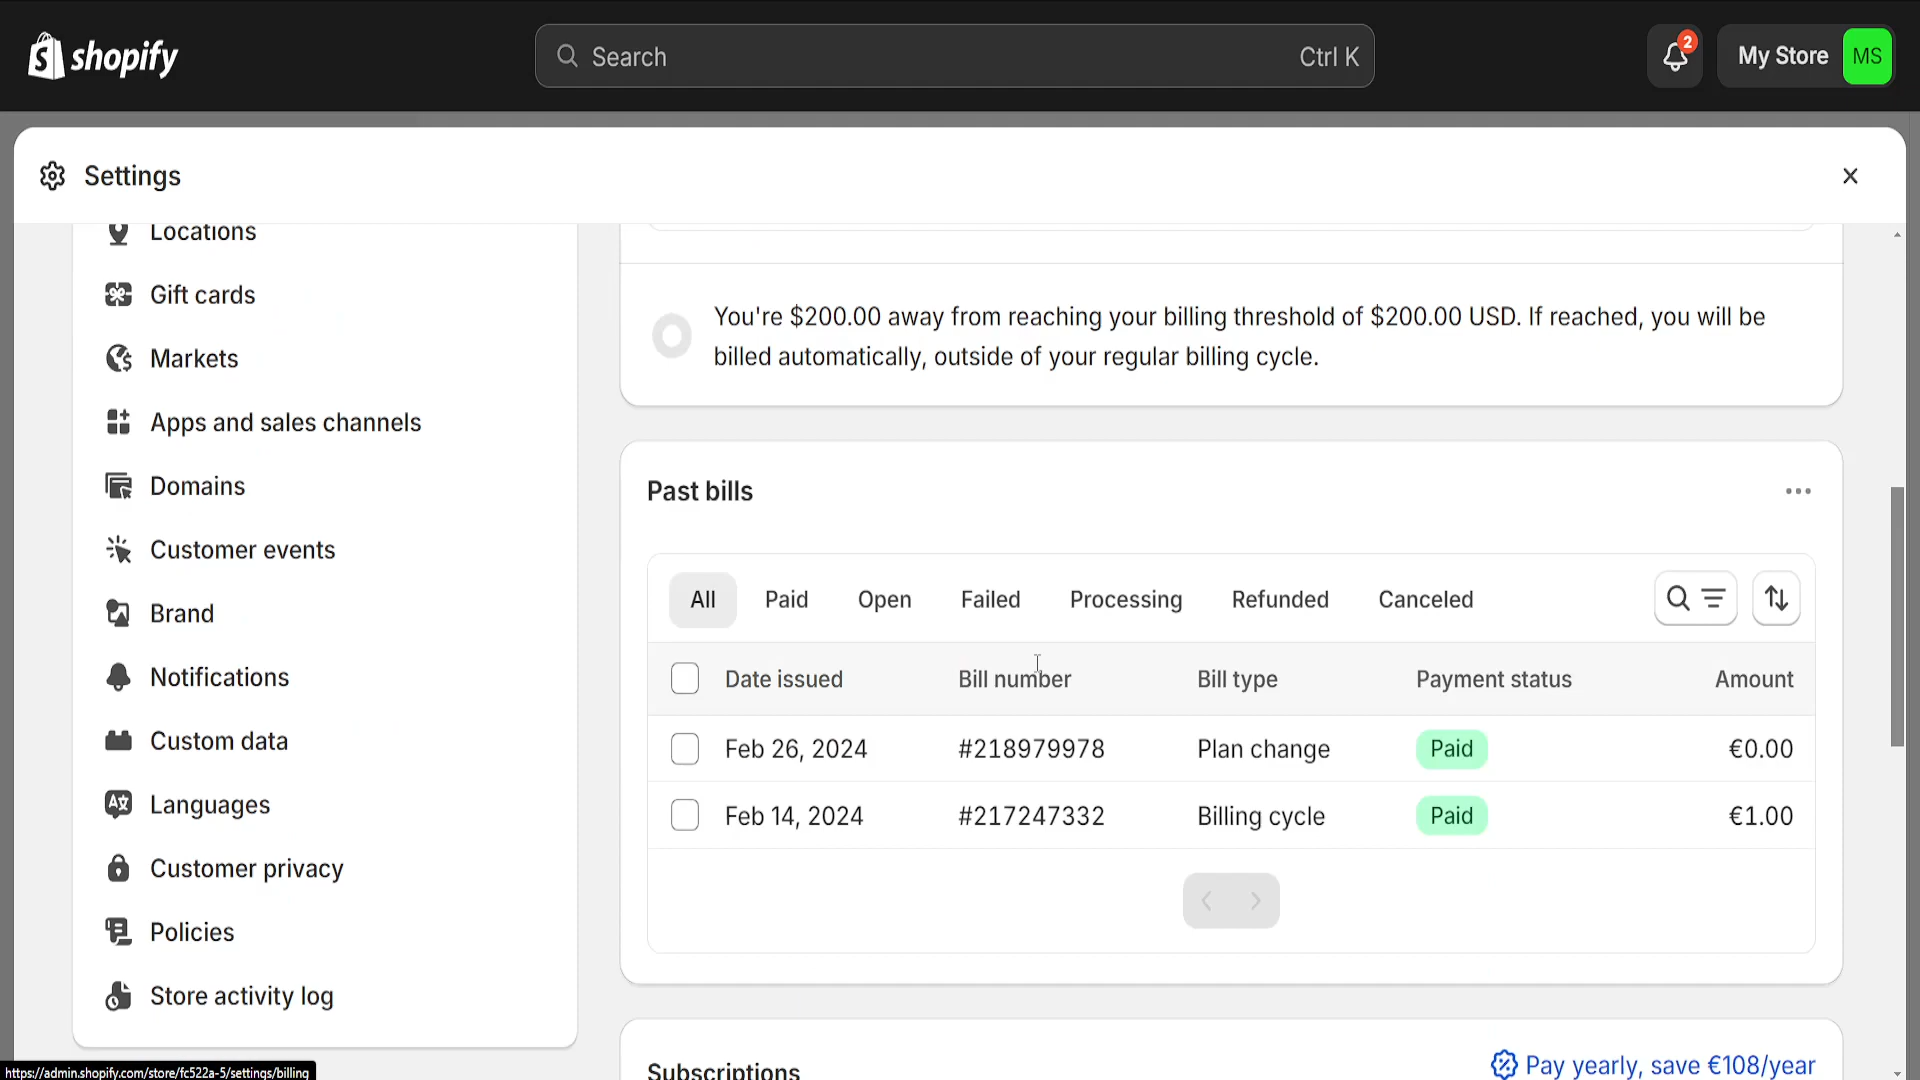 shopify
Search
Ctrl K
2
My Store
MS
Settings
Locations
Gift cards
Markets
Apps and sales channels
Domains
Customer events
Brand
Notifications
Custom data
Languages
Customer privacy
Policies
Store activity log
You're $200.00 away from reaching your billing threshold of $200.00 USD. If reached, you will be
billed automatically, outside of your regular billing cycle.
Past bills
All Paid Open Failed Processing Refunded Canceled
Date issued Bill number Bill type Payment status Amount
Feb 26, 2024 #218979978 Plan change Paid €0.00
Feb 14, 2024 #217247332 Billing cycle Paid €1.00
Subscriptions
Pay yearly, save €108/year
https://admin.shopify.com/store/fc522a-5/settings/billing